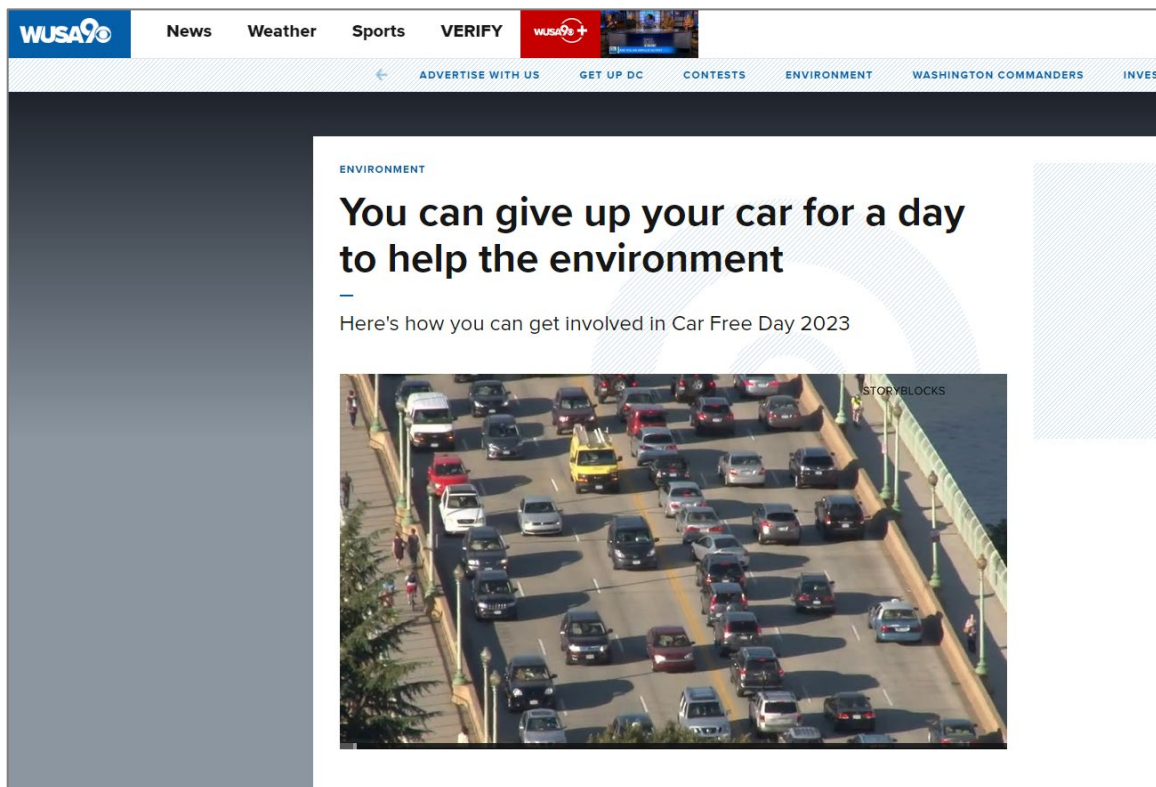 WUSA9
News Weather Sports VERIFY WUSA9+
ADVERTISE WITH US GET UP DC CONTESTS ENVIRONMENT WASHINGTON COMMANDERS INVES
ENVIRONMENT
You can give up your car for a day
to help the environment
Here's how you can get involved in Car Free Day 2023
STORYBLOCKS